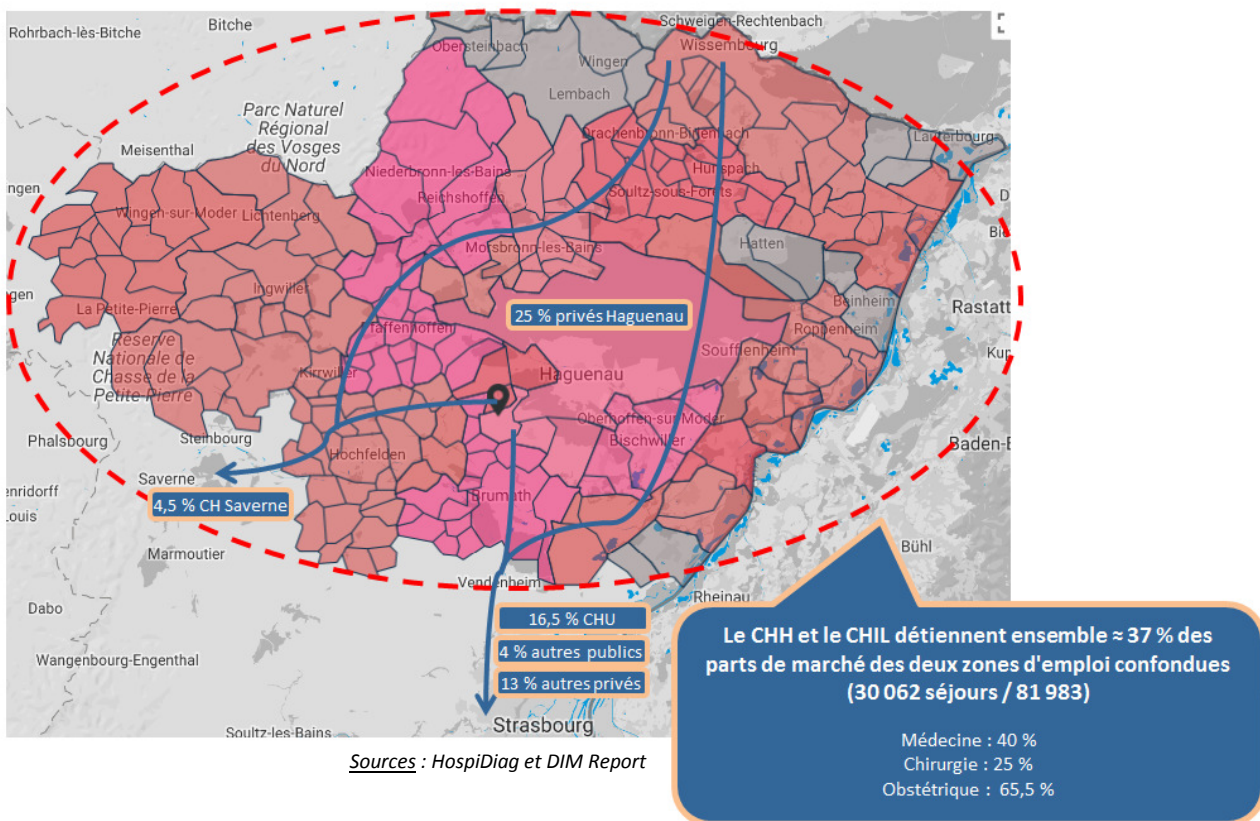 Rohrbach-lès-Bitche
Bitche
Schweigen-Rechtenbach
Wissembourg
Obersteinbach
Wingen
Lembach
Parc Naturel
Régional
des Vosges
du Nord
Meisenthal
Drachenbronn-Birlenbach
Lauterbourg
Niederbronn-les-Bains
Hunspach
Reichshoffen
Soultz-sous-Forêts
ingen
Wingen-sur-Moder
Lichtenberg
Morsbronn-les-Bains
Hatten
gen
Ingwiller
La Petite-Pierre
25 % privés Haguenau
Beinheim
Rastatt
Roppenheim
Pfaffenhoffen
Réserve
Nationale de
Chasse de la
Petite-Pierre
Soufflenheim
Kup
Kirrwiller
Haguenau
Oberhoffen-sur-Moder
Bischwiller
Phalsbourg
Steinbourg
Hochfelden
Baden-B
Saverne
enridorff
Brumath
4,5 % CH Saverne
Louis
Marmoutier
Bühl
Vendenheim
Rheinau
Dabo
16,5 % CHU
4 % autres publics
13 % autres privés
Wangenbourg-Engenthal
Strasbourg
Soultz-les-Bains
Le CHH et le CHIL détiennent ensemble ≈ 37 % des
parts de marché des deux zones d'emploi confondues
(30 062 séjours / 81 983)
Médecine : 40 %
Chirurgie : 25 %
Obstétrique : 65,5 %
Sources : HospiDiag et DIM Report